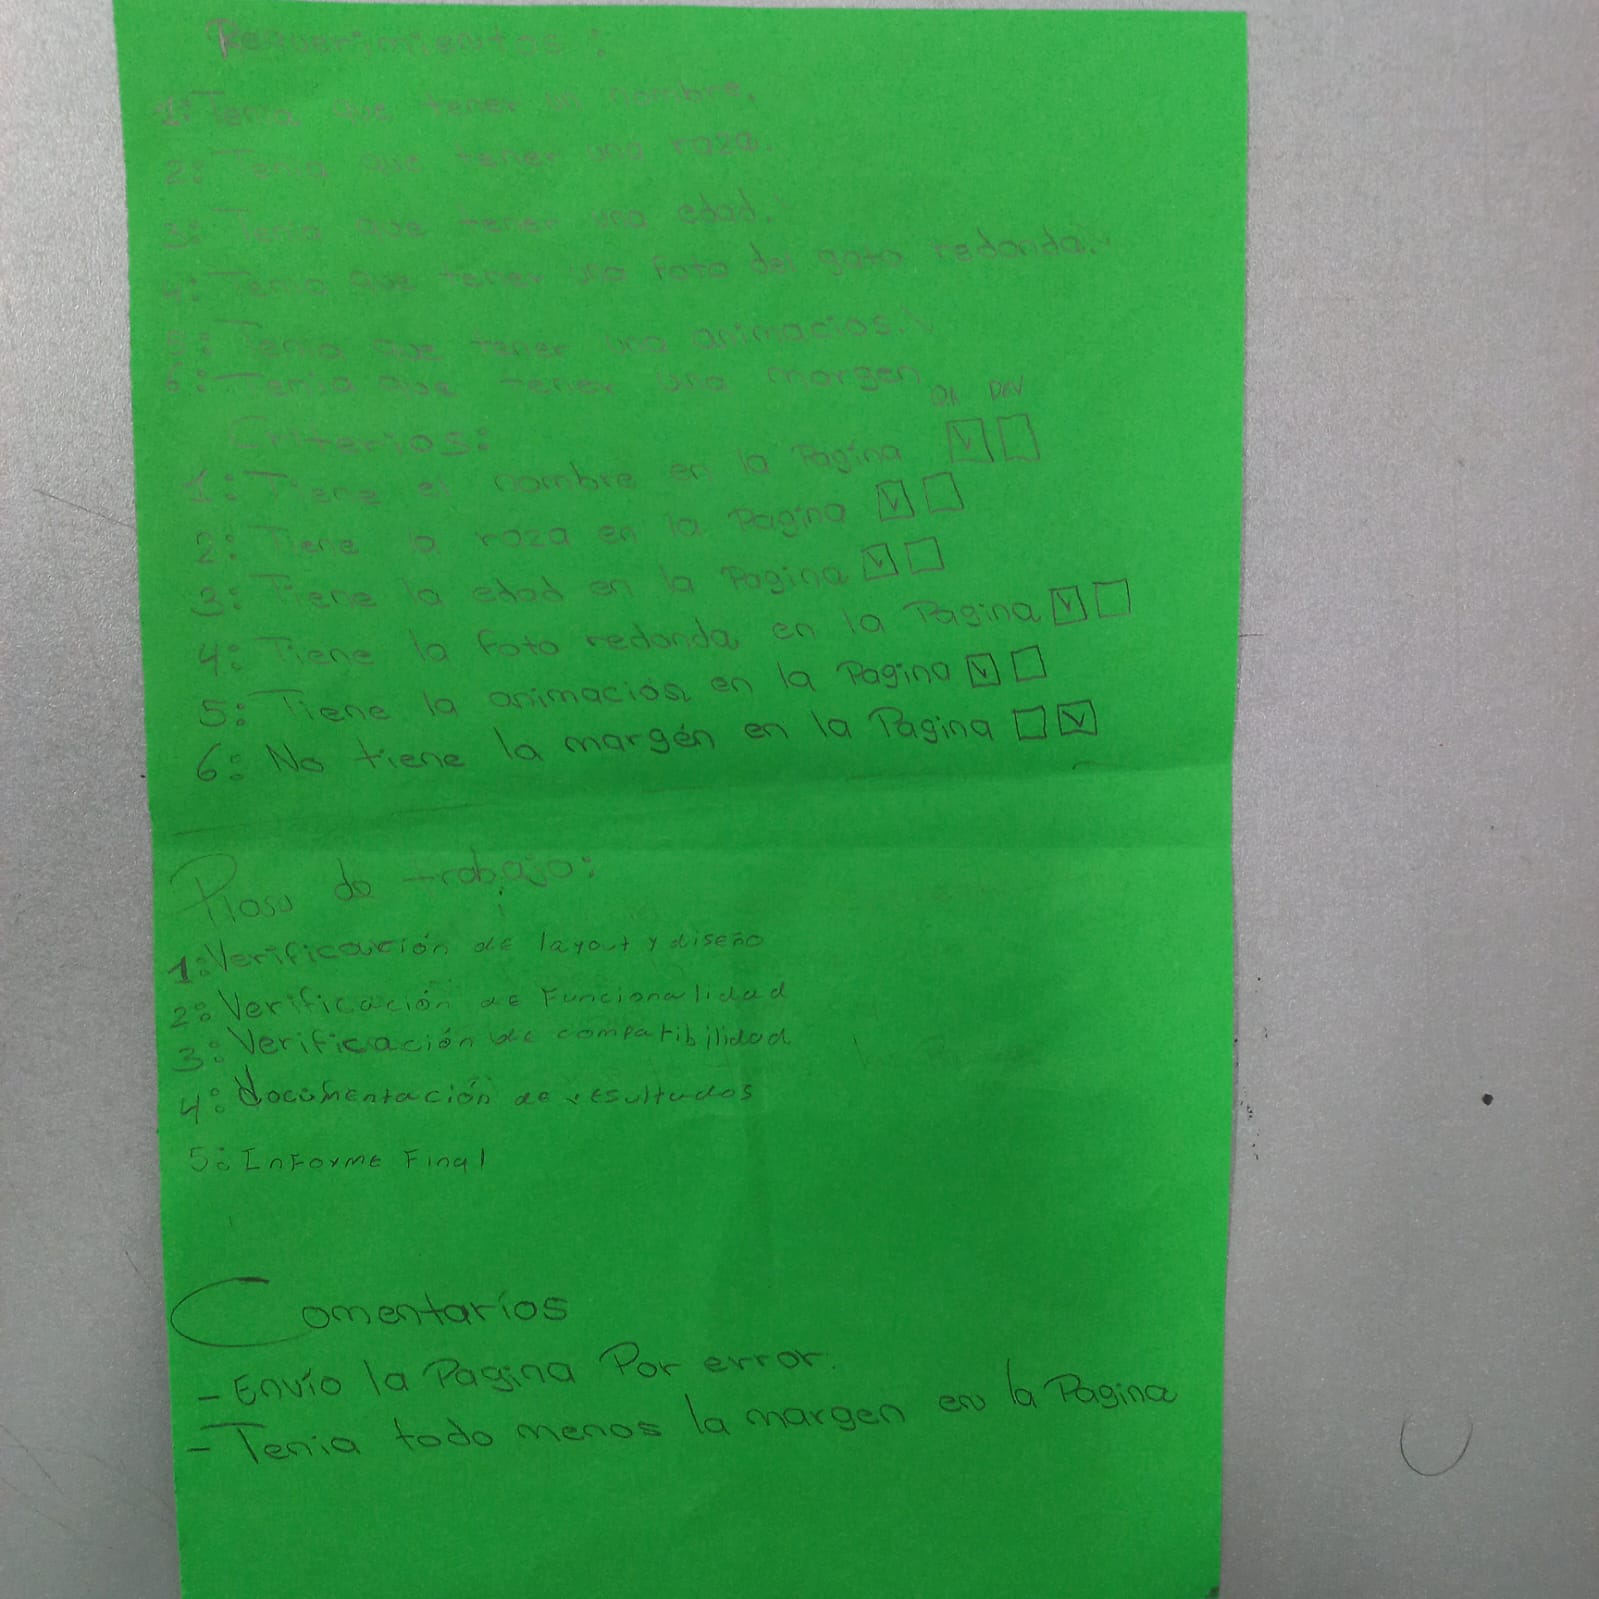 Requerimientos:
1: Tenia que tener un nombre.
2: Tenia que tener una raza.
3: Tenia que tener una edad.
4: Tenia que tener una foto del gato redonda.
5: Tenia que tener una animacion.
6: Tenia que tener una margen
QA DEV
Criterios:
1: Tiene el nombre en la Pagina
2: Tiene la raza en la Pagina
3: Tiene la edad en la Pagina
4: Tiene la foto redonda en la Pagina
5: Tiene la animación en la Pagina
6: No tiene la margén en la Pagina
de trabajo:
1: Verificación de layout y diseño
2: Verificación de Funcionalidad
3: Verificación de compatibilidad
4: documentación de resultados
5: Informe Final
Comentarios
- Envío la Pagina Por error.
- Tenia todo menos la margen en la Pagina